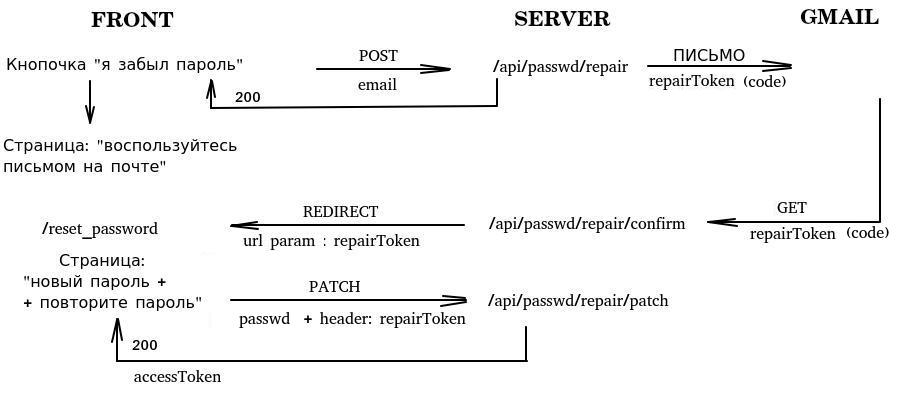 FRONT
SERVER
GMAIL
Кнопочка "я забыл пароль"
POST
email
/api/passwd/repair
ПИСЬМО
repairToken (code)
200
Страница: "воспользуйтесь
письмом на почте"
/reset_password
REDIRECT
url param : repairToken
/api/passwd/repair/confirm
GET
repairToken (code)
Страница:
"новый пароль +
+ повторите пароль"
PATCH
passwd + header: repairToken
/api/passwd/repair/patch
200
accessToken